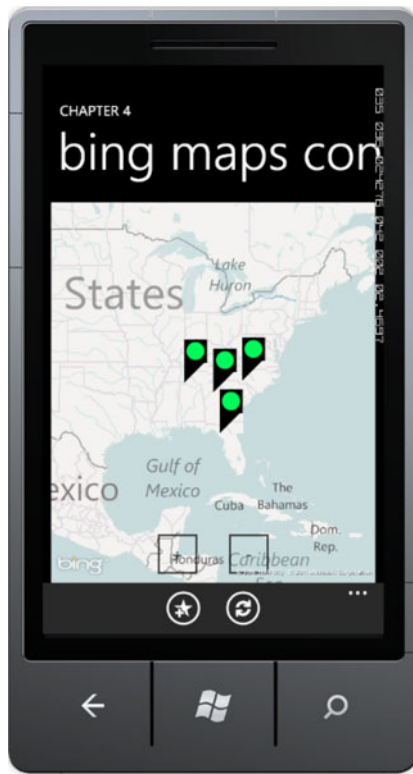 CHAPTER 4
bing maps con
Lake
Huron
States
Gulf of
Mexico
exico
Cuba
The
Bahamas
Dom.
Rep.
Honduras
Caribbean
Sea
bing